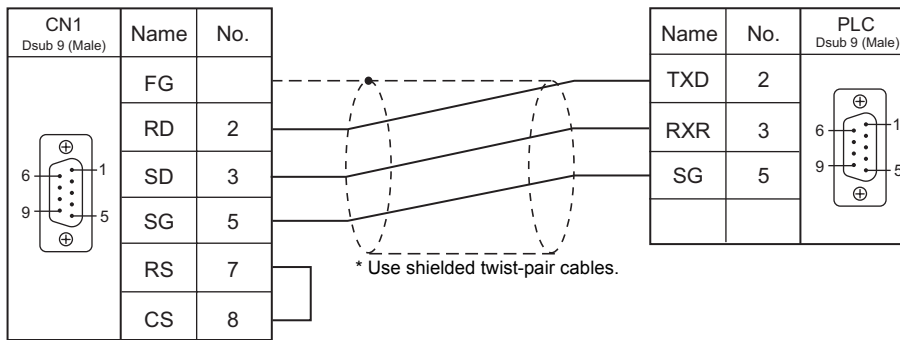 CN1
Dsub 9 (Male)
Name No.
FG
RD 2
SD 3
SG 5
RS 7
CS 8
6 1
9 5
* Use shielded twist-pair cables.
Name No.
TXD 2
RXR 3
SG 5
PLC
Dsub 9 (Male)
6 1
9 5